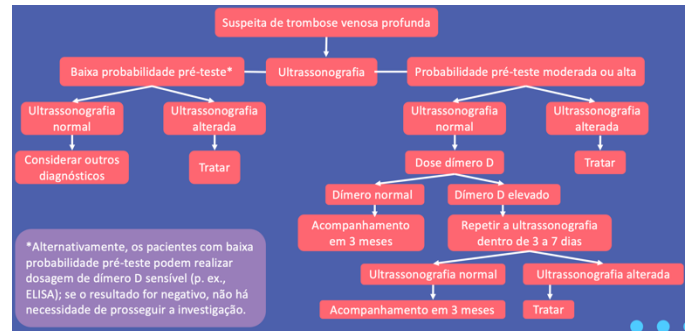 Suspeita de trombose venosa profunda
Baixa probabilidade pré-teste*
Ultrassonografia
Probabilidade pré-teste moderada ou alta
Ultrassonografia
normal
Ultrassonografia
alterada
Ultrassonografia
normal
Ultrassonografia
alterada
Considerar outros
diagnósticos
Tratar
Dose dímero D
Tratar
Dímero normal
Dímero D elevado
Acompanhamento
em 3 meses
Repetir a ultrassonografia
dentro de 3 a 7 dias
*Alternativamente, os pacientes com baixa
probabilidade pré-teste podem realizar
dosagem de dímero D sensível (p. ex.,
ELISA); se o resultado for negativo, não há
necessidade de prosseguir a investigação.
Ultrassonografia normal
Ultrassonografia alterada
Acompanhamento em 3 meses
Tratar